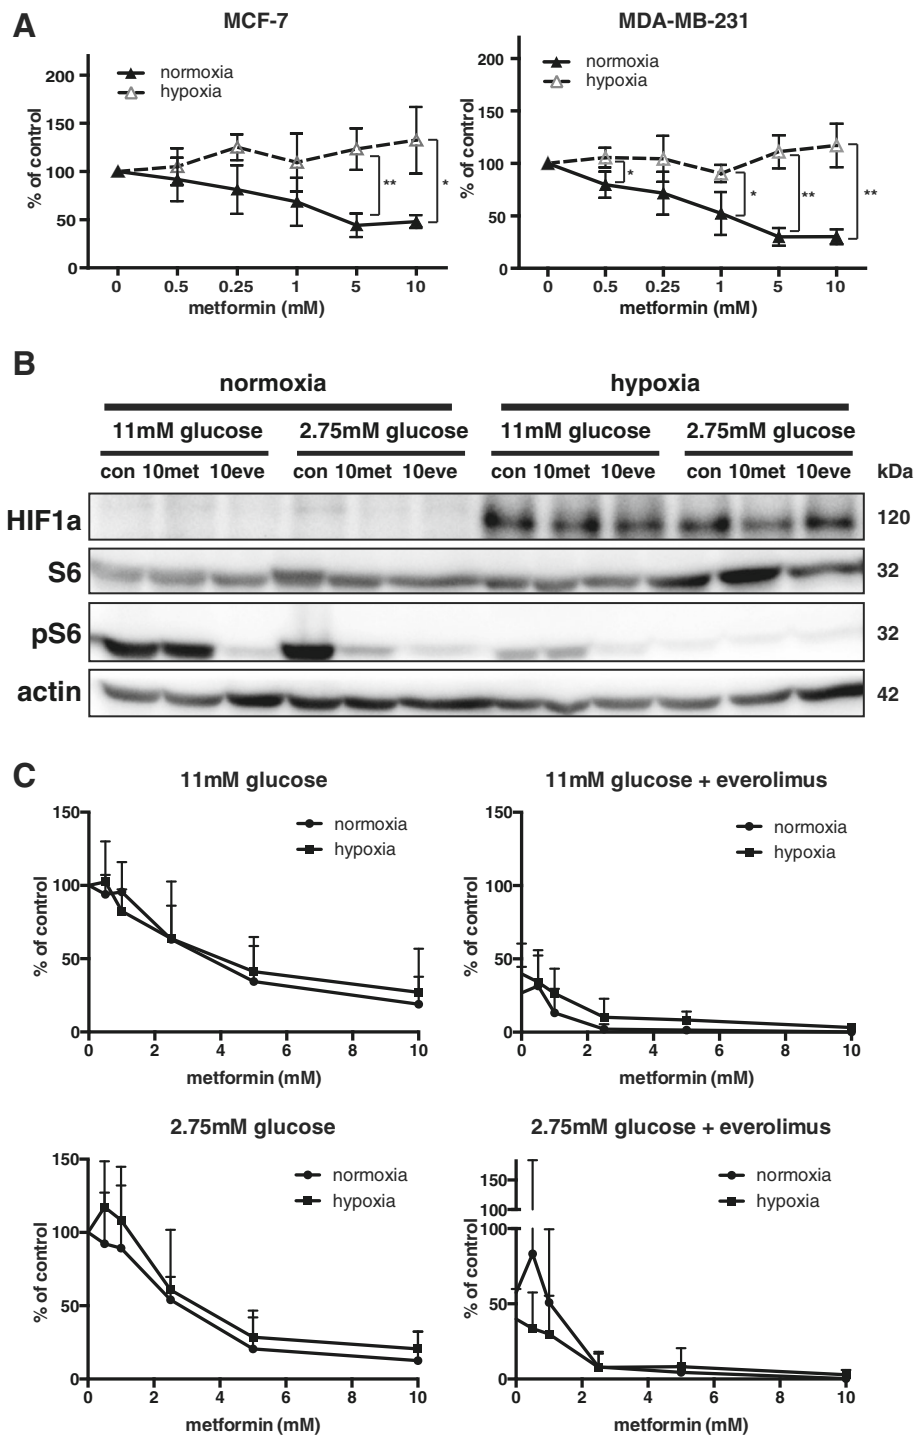 A
MCF-7
MDA-MB-231
normoxia
hypoxia
normoxia
hypoxia
% of control
200
150
100
50
0
** *
0 0.5 0.25 1 5 10
metformin (mM)
% of control
200
150
100
50
0
* * ** **
0 0.5 0.25 1 5 10
metformin (mM)
B
normoxia hypoxia
11mM glucose 2.75mM glucose 11mM glucose 2.75mM glucose
con 10met 10eve con 10met 10eve con 10met 10eve con 10met 10eve kDa
HIF1a 120
S6 32
pS6 32
actin 42
C
11mM glucose
normoxia
hypoxia
% of control
150
100
50
0
0 2 4 6 8 10
metformin (mM)
11mM glucose + everolimus
normoxia
hypoxia
% of control
150
100
50
0
0 2 4 6 8 10
metformin (mM)
2.75mM glucose
normoxia
hypoxia
% of control
150
100
50
0
0 2 4 6 8 10
metformin (mM)
2.75mM glucose + everolimus
normoxia
hypoxia
% of control
150
100
100
50
0
0 2 4 6 8 10
metformin (mM)